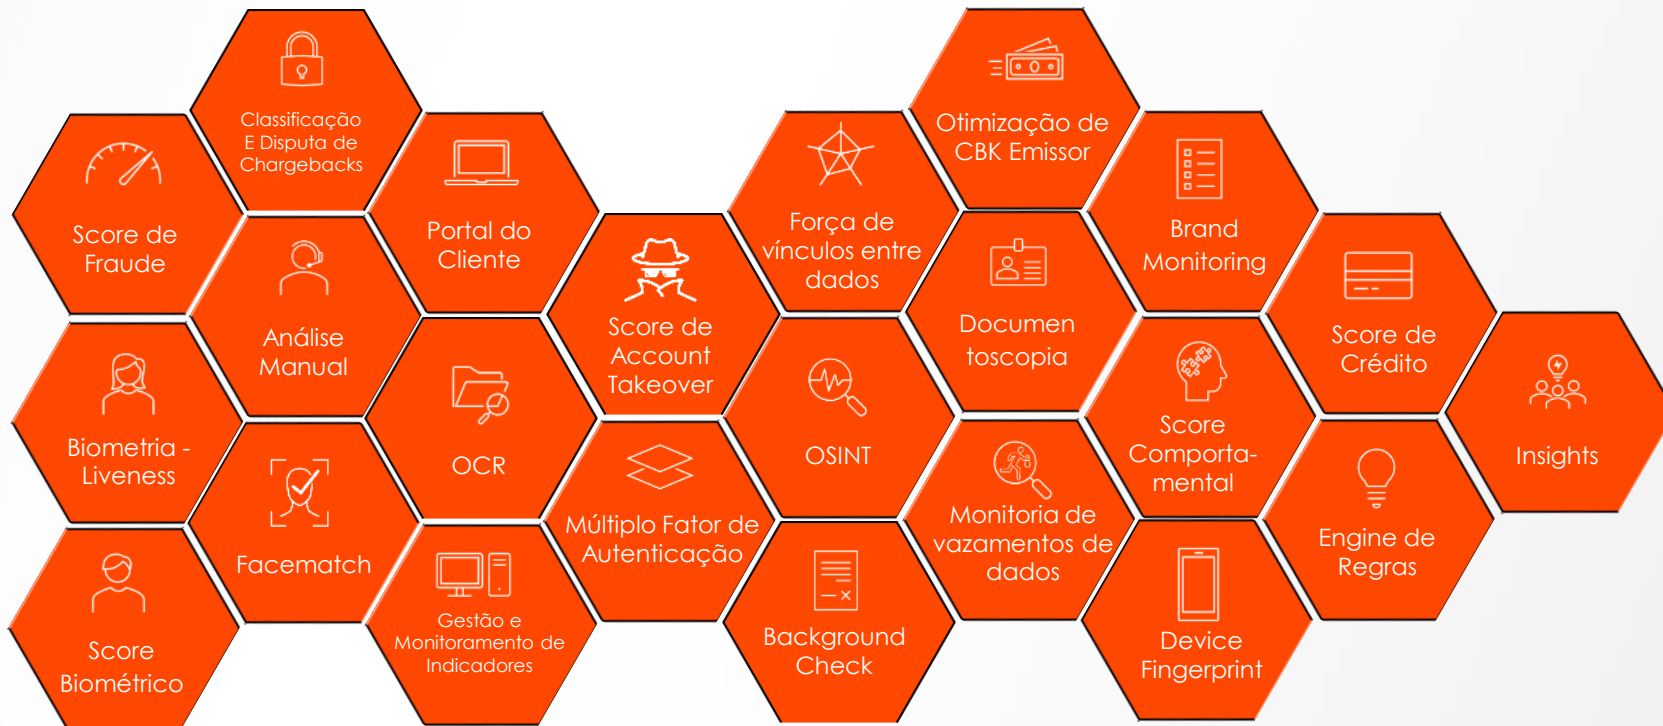 Classificação
E Disputa de
Chargebacks
Otimização de
CBK Emissor
Score de
Fraude
Portal do
Cliente
Força de
vínculos entre
dados
Brand
Monitoring
Análise
Manual
Score de
Account
Takeover
Documen
toscopia
Score de
Crédito
Biometria -
Liveness
OCR
OSINT
Score
Comporta-
mental
Insights
Facematch
Múltiplo Fator de
Autenticação
Monitoria de
vazamentos de
dados
Engine de
Regras
Score
Biométrico
Gestão e
Monitoramento de
Indicadores
Background
Check
Device
Fingerprint